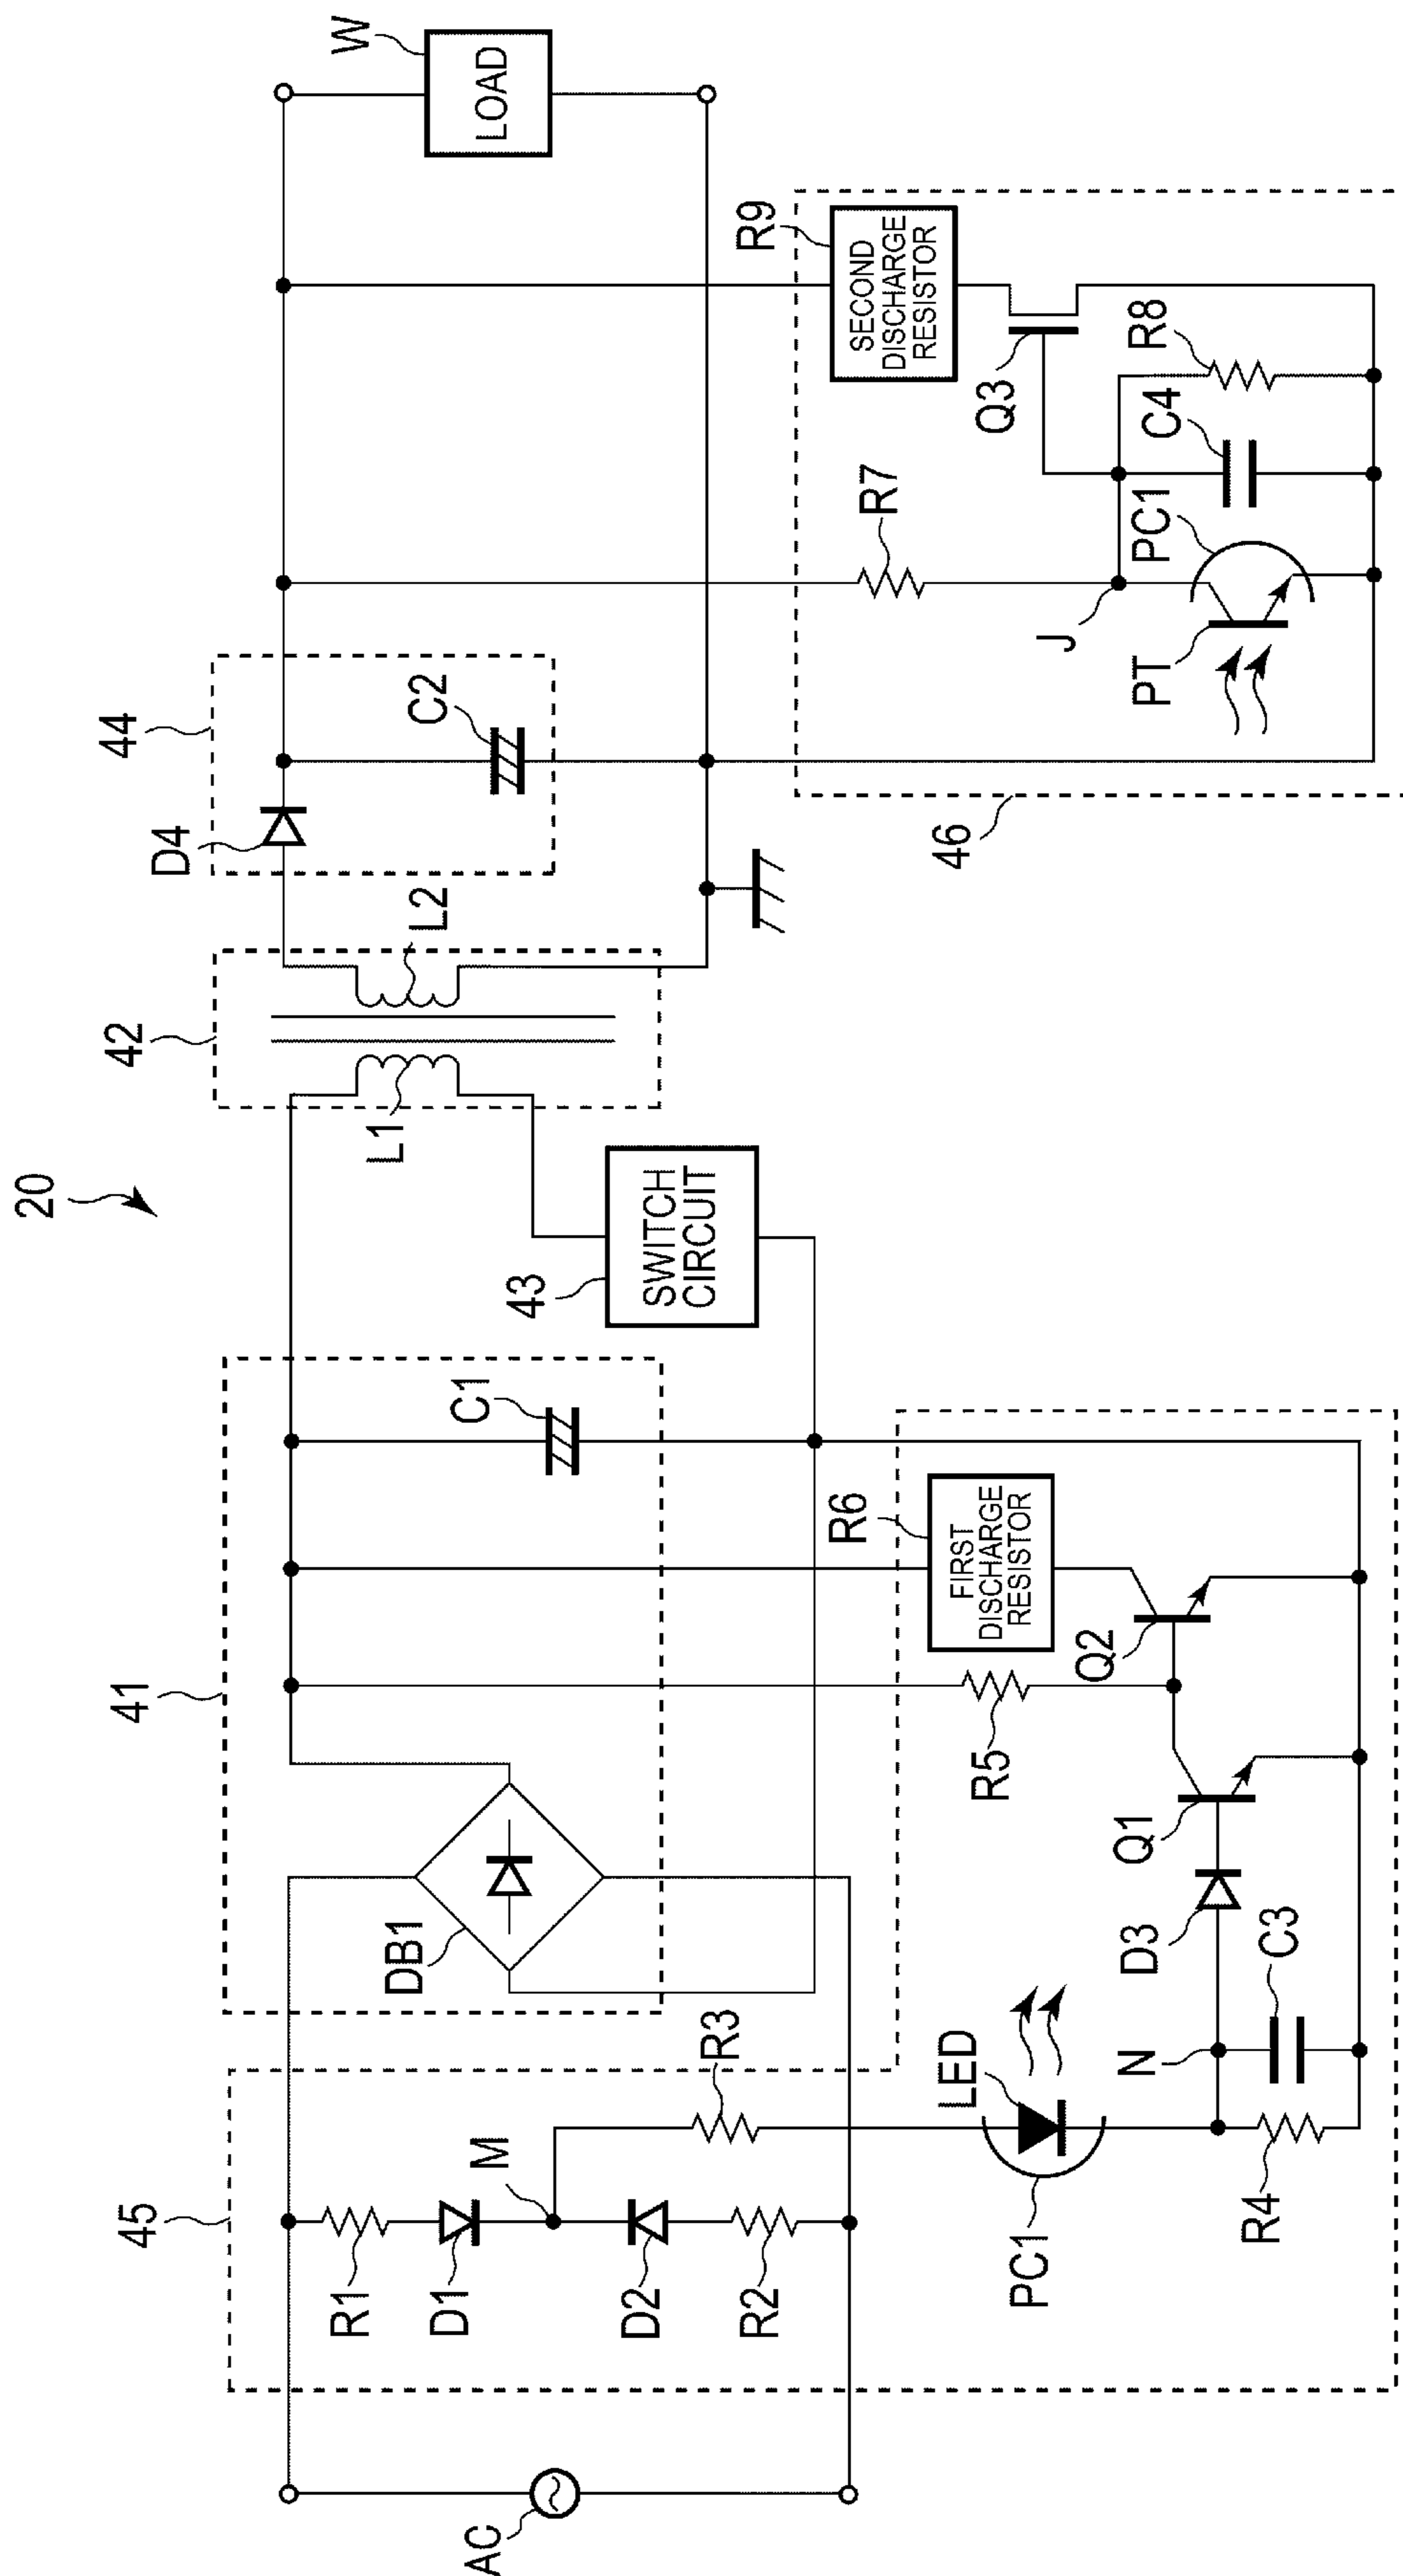 20
41
42
44
W
LOAD
D4
C2
L2
L1
43
SWITCH
CIRCUIT
C1
DB1
45
R1
D1
M
D2
R2
R3
AC
R6
FIRST
DISCHARGE
RESISTOR
R5
Q2
Q1
D3
C3
N
LED
PC1
R4
46
R9
SECOND
DISCHARGE
RESISTOR
Q3
R8
C4
R7
PC1
J
PT